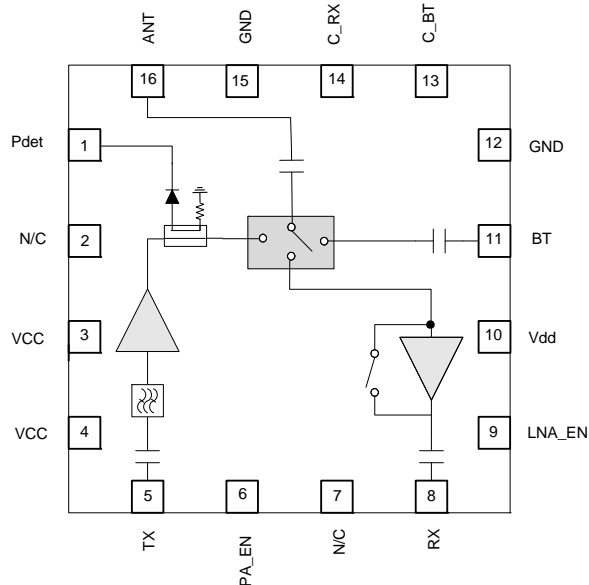 ANT
GND
C_RX
C_BT
16
15
14
13
Pdet
1
12
GND
N/C
2
11
BT
VCC
3
10
Vdd
VCC
4
9
LNA_EN
5
6
7
8
TX
PA_EN
N/C
RX